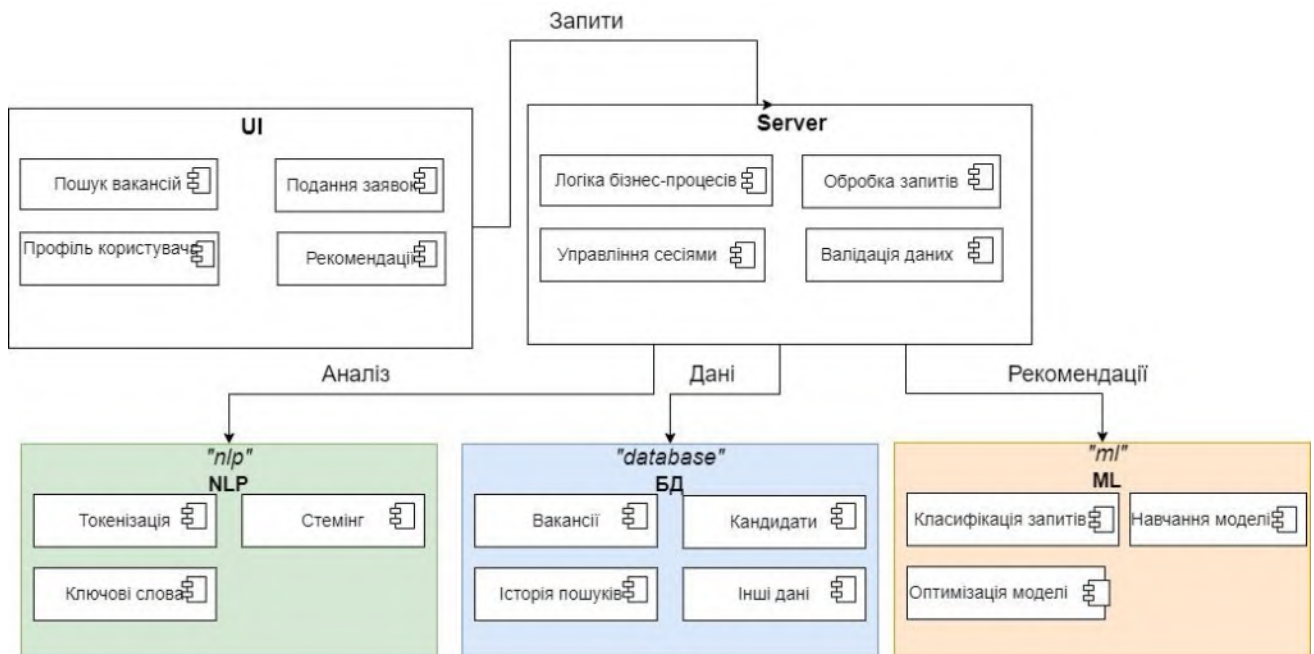 Запити
UI
Пошук вакансій
Подання заявок
Профіль користувача
Рекомендації
Server
Логіка бізнес-процесів
Обробка запитів
Управління сесіями
Валідація даних
Аналіз
Дані
Рекомендації
"nlp"
NLP
Токенізація
Стемінг
Ключові слова
"database"
БД
Вакансії
Кандидати
Історія пошуків
Інші дані
"ml"
ML
Класифікація запитів
Навчання моделі
Оптимізація моделі